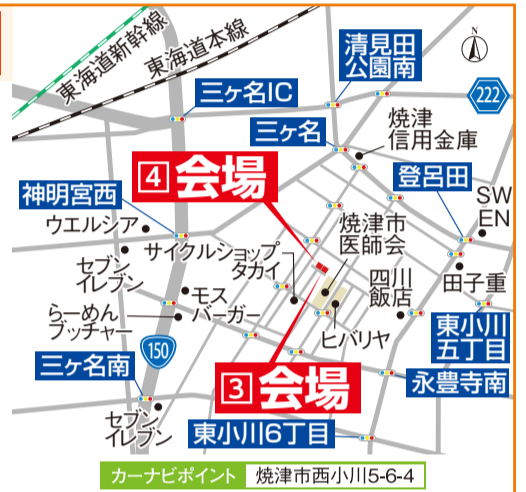 東海道新幹線
東海道本線
清見田
公園南
N
222
三ヶ名IC
三ヶ名
焼津
信用金庫
4 会場
登呂田
神明宮西
ウエルシア
焼津市
医師会
SW
EN
サイクルショップ
タカイ
セブン
イレブン
モス
バーガー
四川
飯店
田子重
らーめん
ブッチャー
ヒバリヤ
東小川
五丁目
150
三ヶ名南
3 会場
永豊寺南
セブン
イレブン
東小川6丁目
カーナビポイント 焼津市西小川5-6-4